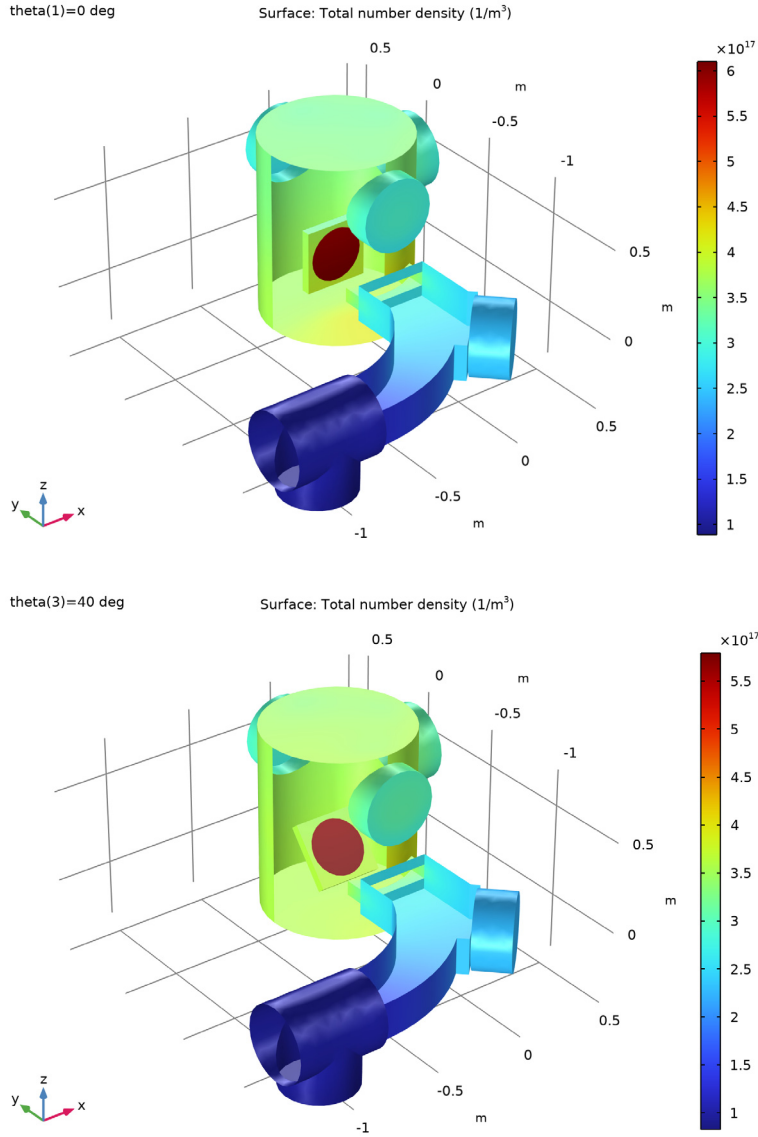 theta(1)=0 deg
Surface: Total number density (1/m³)
0.5
×10¹⁷
0
m
6
-0.5
5.5
-1
5
4.5
4
0.5
3.5
m
0
3
2.5
0.5
2
0
z
y
x
-0.5
1.5
m
-1
1
theta(3)=40 deg
Surface: Total number density (1/m³)
0.5
×10¹⁷
0
m
5.5
-0.5
5
-1
4.5
4
3.5
0.5
3
m
2.5
0
2
0.5
1.5
0
z
y
x
-0.5
m
1
-1